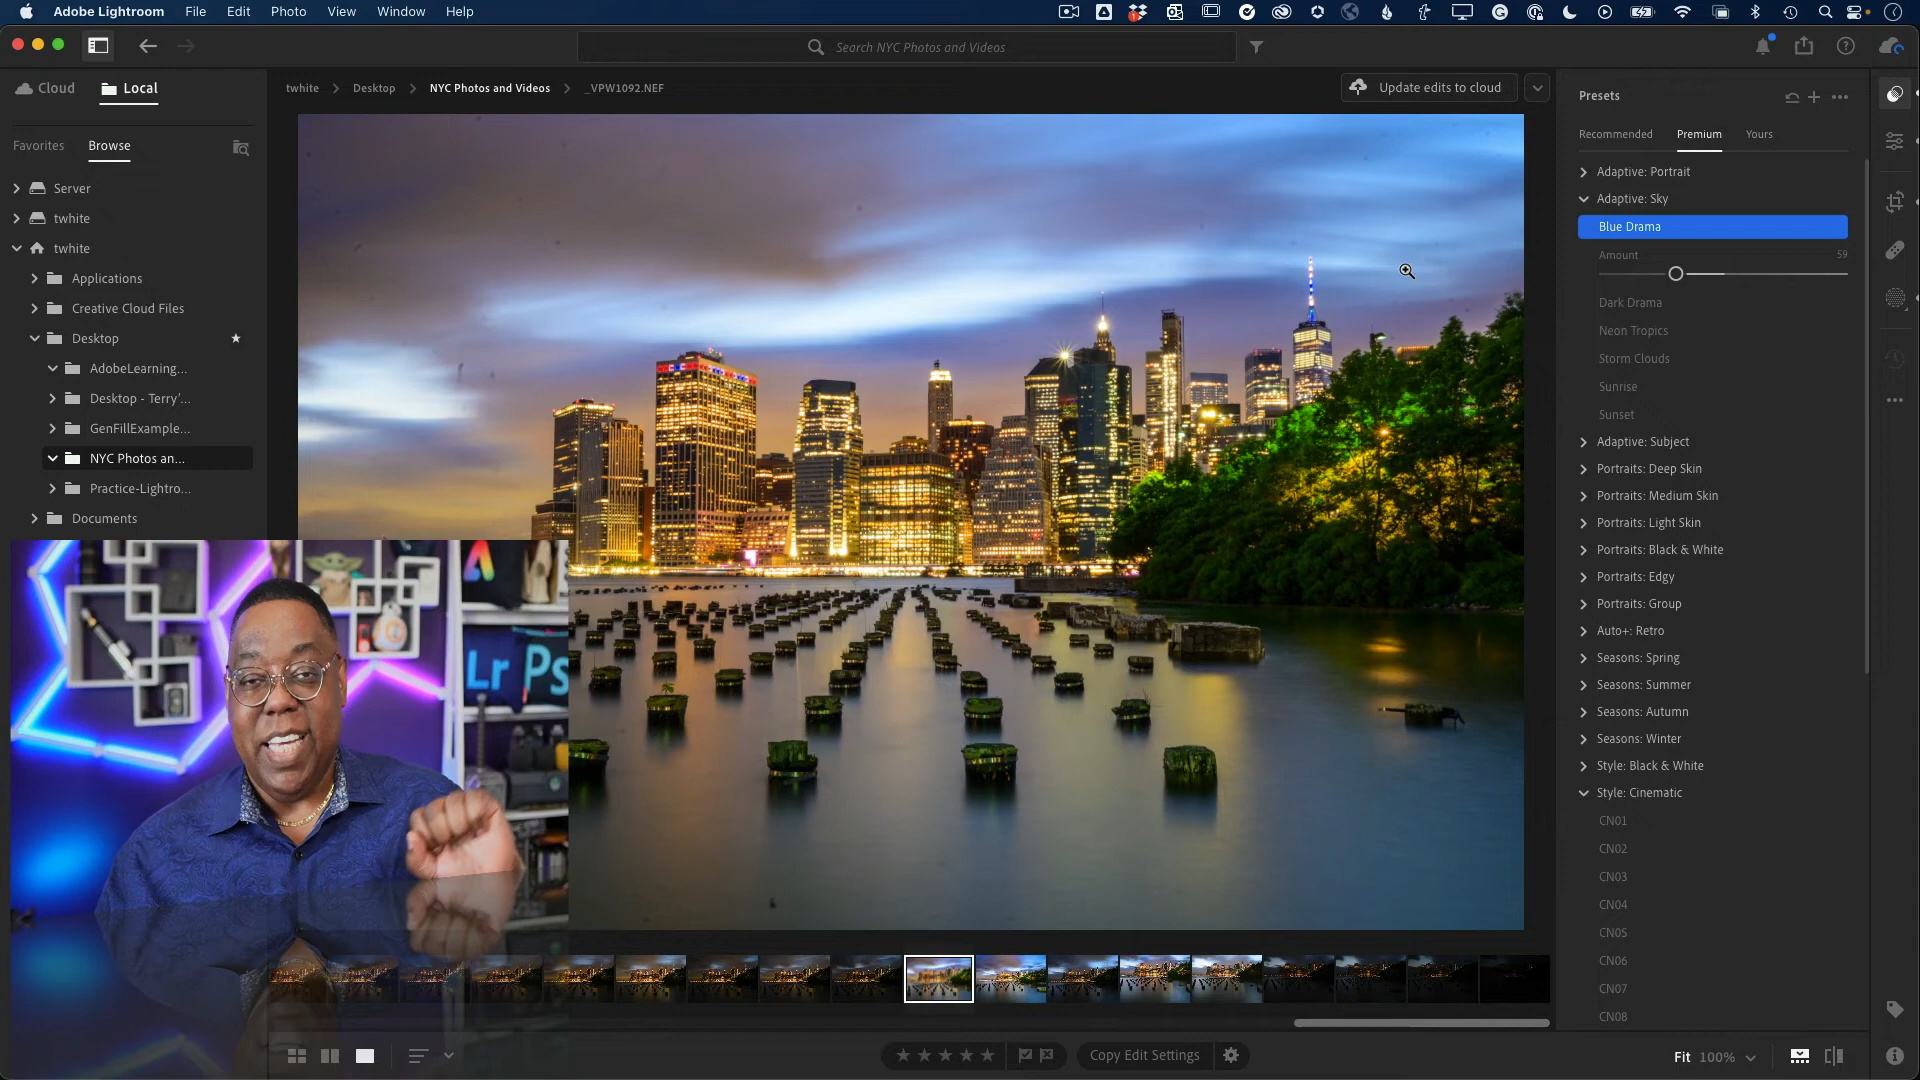 Adobe Lightroom File Edit Photo View Window Help
Search NYC Photos and Videos
Cloud Local
twhite Desktop NYC Photos and Videos _VPW1092.NEF
Update edits to cloud
Favorites Browse
Server
twhite
twhite
Applications
Creative Cloud Files
Desktop
AdobeLearning...
Desktop - Terry'...
GenFillExample...
NYC Photos an...
Practice-Lightro...
Documents
Lr Ps
Copy Edit Settings
Fit 100%
Presets
Recommended Premium Yours
Adaptive: Portrait
Adaptive: Sky
Blue Drama
Amount 59
Dark Drama
Neon Tropics
Storm Clouds
Sunrise
Sunset
Adaptive: Subject
Portraits: Deep Skin
Portraits: Medium Skin
Portraits: Light Skin
Portraits: Black & White
Portraits: Edgy
Portraits: Group
Auto+: Retro
Seasons: Spring
Seasons: Summer
Seasons: Autumn
Seasons: Winter
Style: Black & White
Style: Cinematic
CN01
CN02
CN03
CN04
CN05
CN06
CN07
CN08